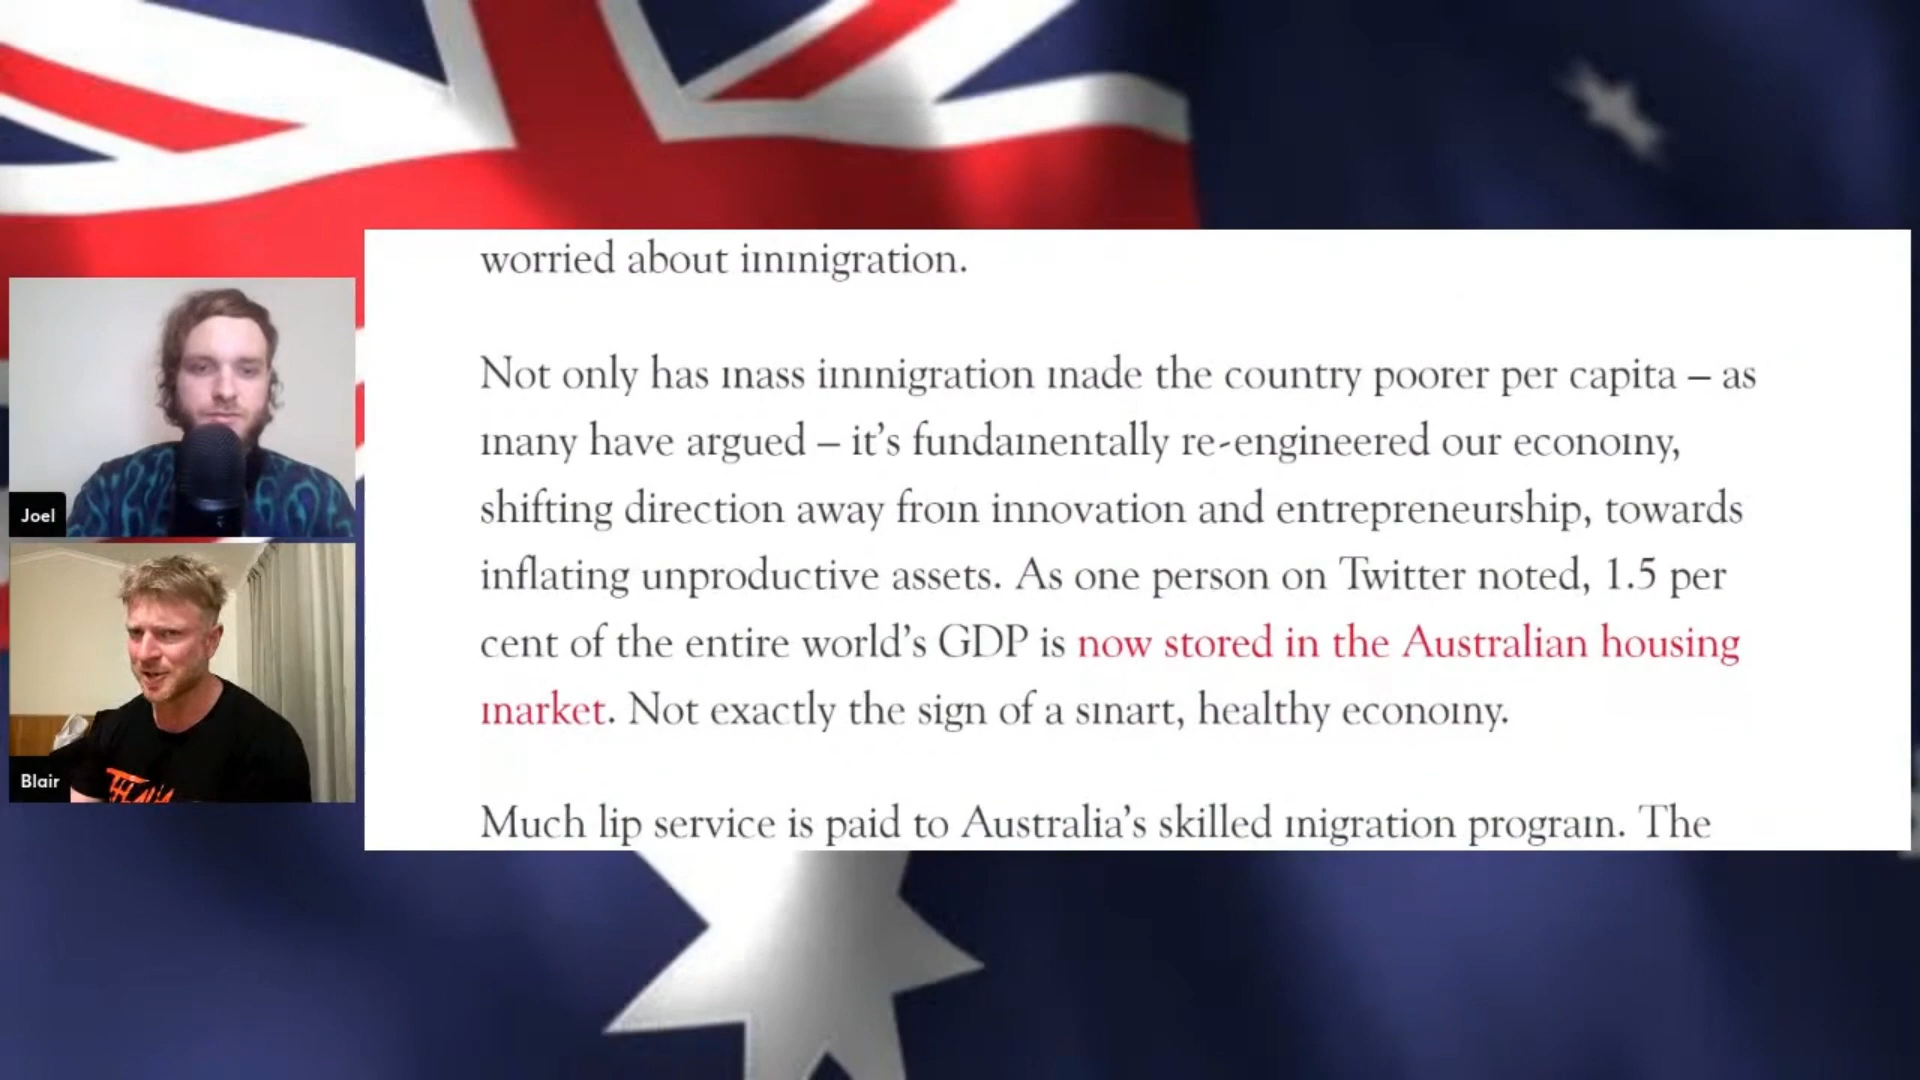 worried about immigration.
Not only has mass immigration made the country poorer per capita – as
many have argued – it's fundamentally re-engineered our economy,
shifting direction away from innovation and entrepreneurship, towards
inflating unproductive assets. As one person on Twitter noted, 1.5 per
cent of the entire world's GDP is now stored in the Australian housing
market. Not exactly the sign of a smart, healthy economy.
Much lip service is paid to Australia's skilled migration program. The
Joel
Blair